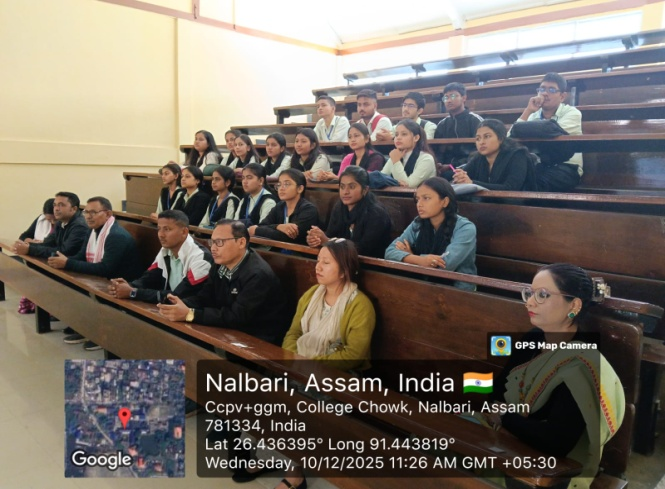 GPS Map Camera
Nalbari, Assam, India 🇮🇳
Ccpv+ggm, College Chowk, Nalbari, Assam
781334, India
Lat 26.436395° Long 91.443819°
Wednesday, 10/12/2025 11:26 AM GMT +05:30
Google